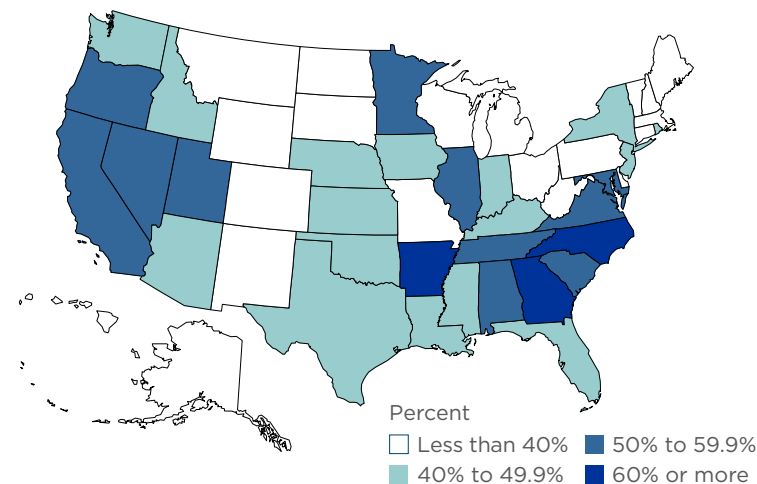 Percent
Less than 40%
50% to 59.9%
40% to 49.9%
60% or more